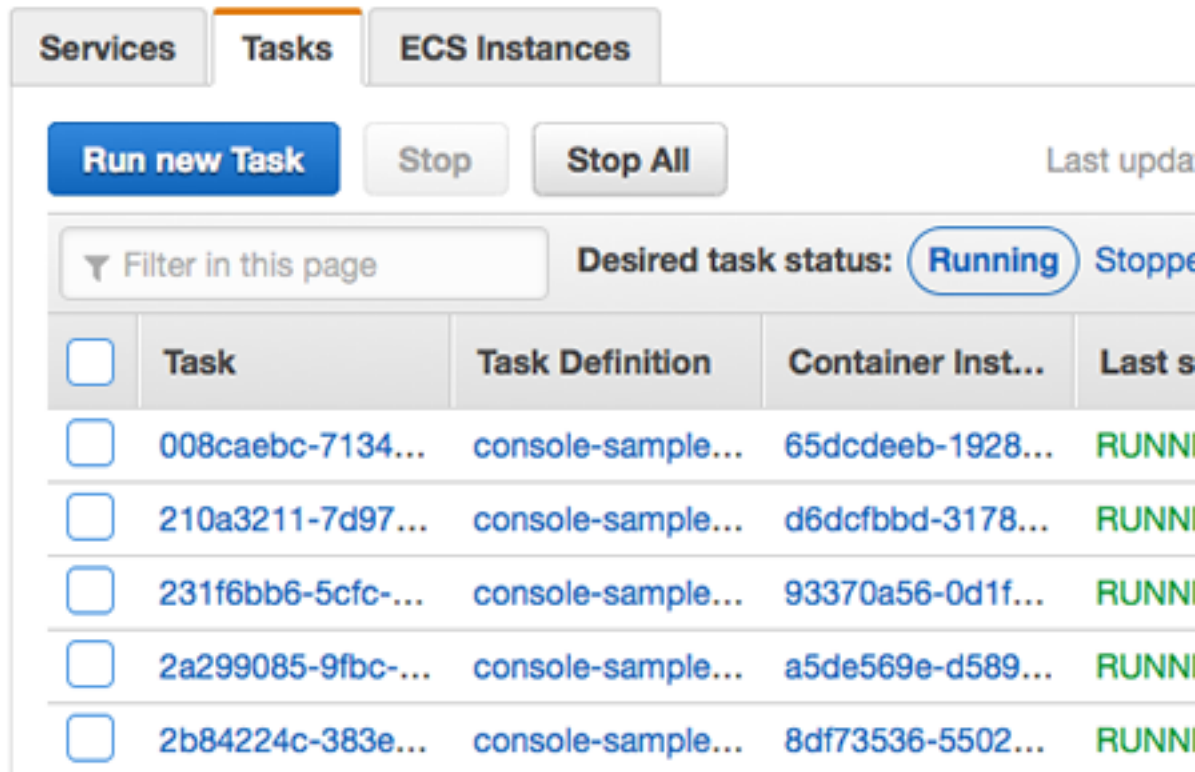 Services Tasks ECS Instances
Run new Task Stop Stop All Last upda
Filter in this page Desired task status: Running Stoppe
Task Task Definition Container Inst... Last s
008caebc-7134... console-sample... 65dcdeeb-1928... RUNNI
210a3211-7d97... console-sample... d6dcfbbd-3178... RUNNI
231f6bb6-5cfc-... console-sample... 93370a56-0d1f... RUNNI
2a299085-9fbc-... console-sample... a5de569e-d589... RUNNI
2b84224c-383e... console-sample... 8df73536-5502... RUNNI